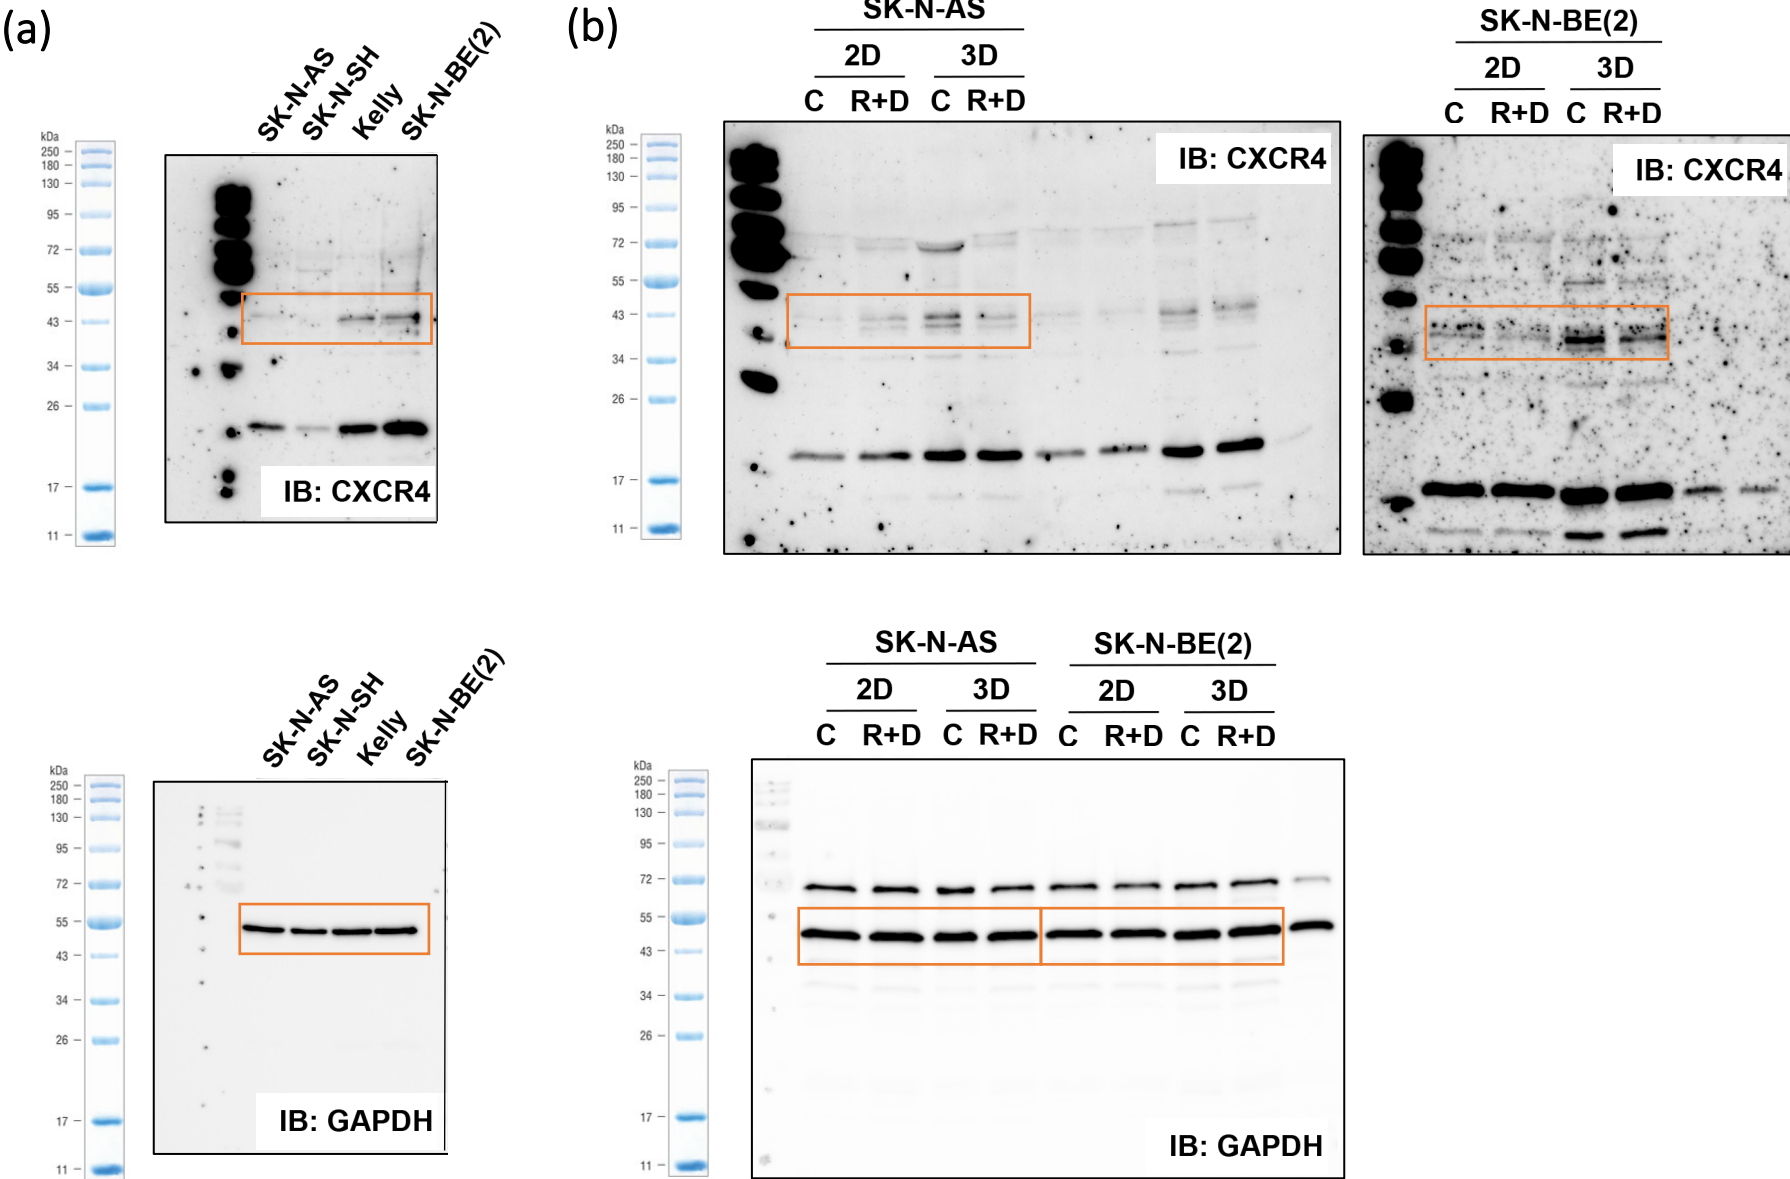 (a)
SK-N-AS
SK-N-SH
Kelly
SK-N-BE(2)
kDa
250
180
130
95
72
55
43
34
26
17
11
IB: CXCR4
(b)
SK-N-AS
2D 3D
C R+D C R+D
kDa
250
180
130
95
72
55
43
34
26
17
11
IB: CXCR4
SK-N-BE(2)
2D 3D
C R+D C R+D
IB: CXCR4
SK-N-AS
SK-N-SH
Kelly
SK-N-BE(2)
kDa
250
180
130
95
72
55
43
34
26
17
11
IB: GAPDH
SK-N-AS SK-N-BE(2)
2D 3D 2D 3D
C R+D C R+D C R+D C R+D
kDa
250
180
130
95
72
55
43
34
26
17
11
IB: GAPDH